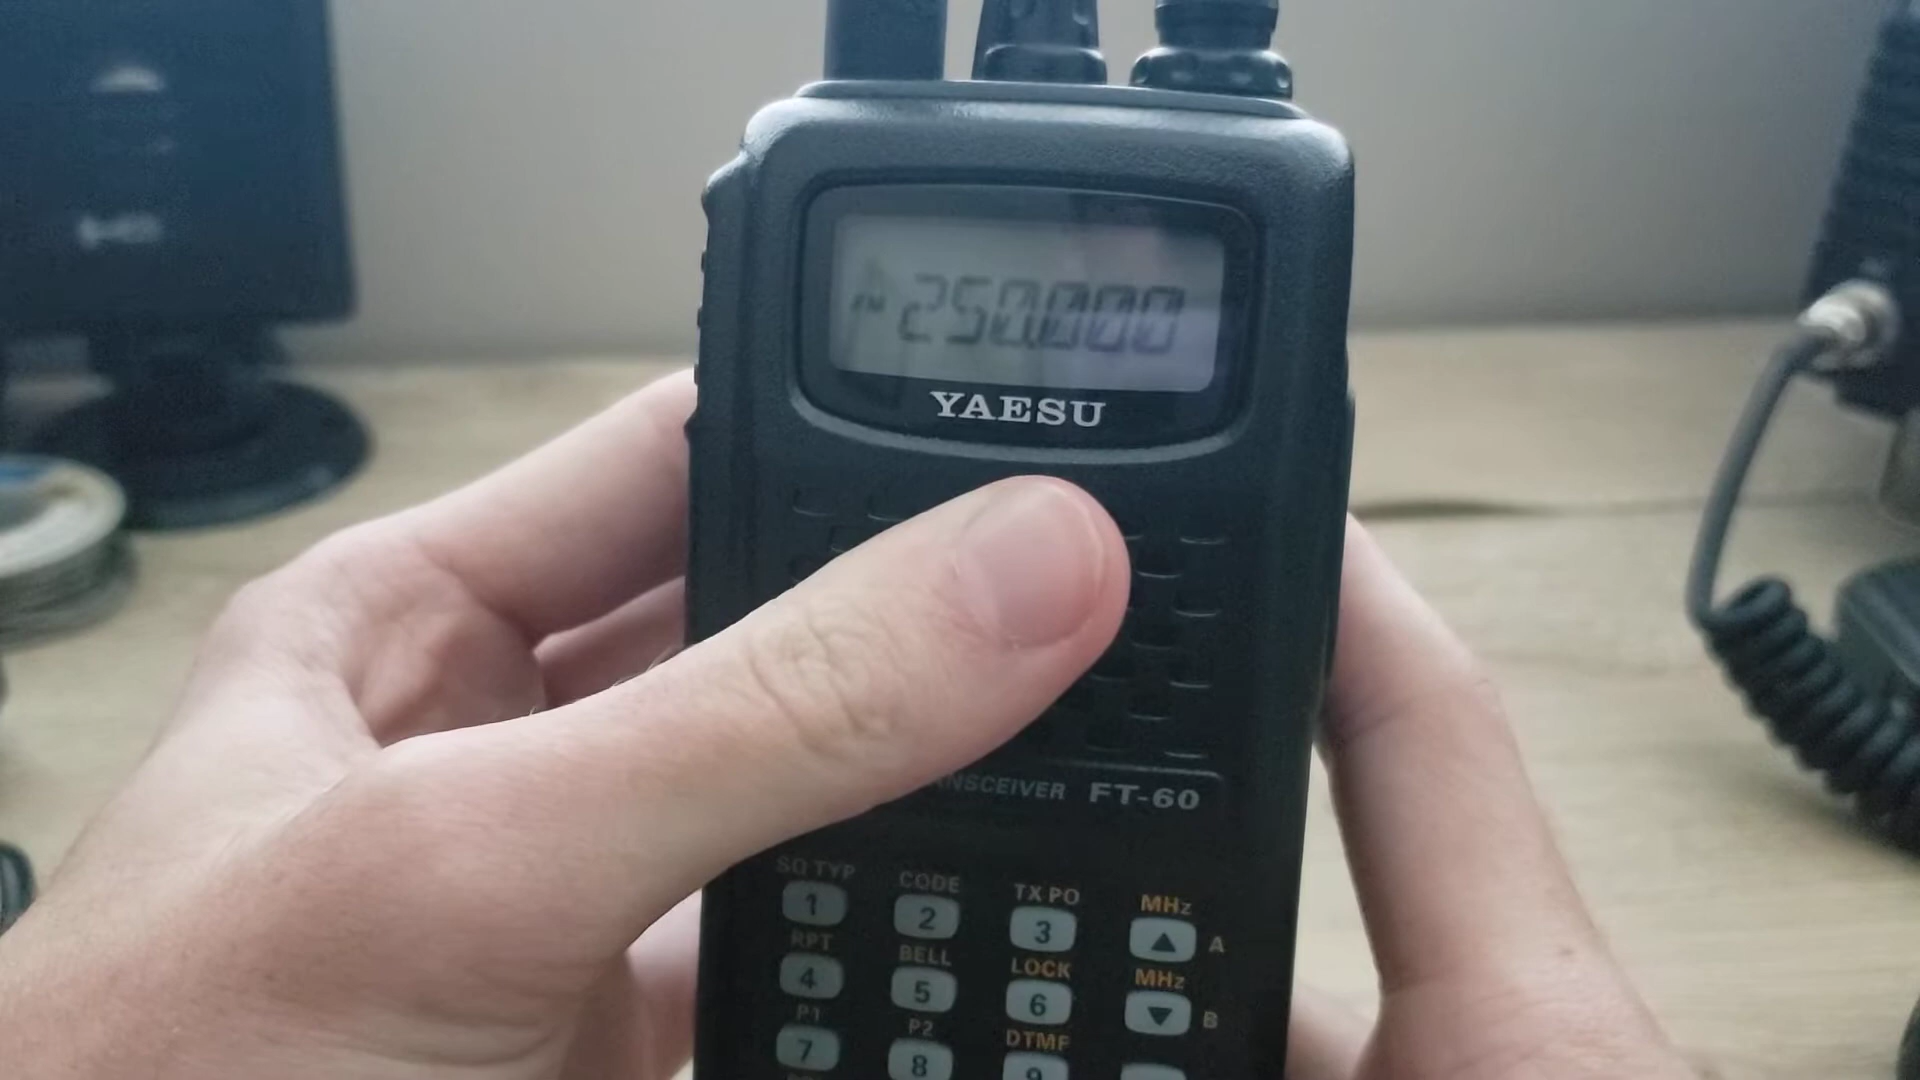 250.000
YAESU
FT-60
SQ TYP CODE TX PO MHz
1 2 3 ▲ A
RPT BELL LOCK MHz
4 5 6 ▼ B
P1 P2 DTMF
7 8 9